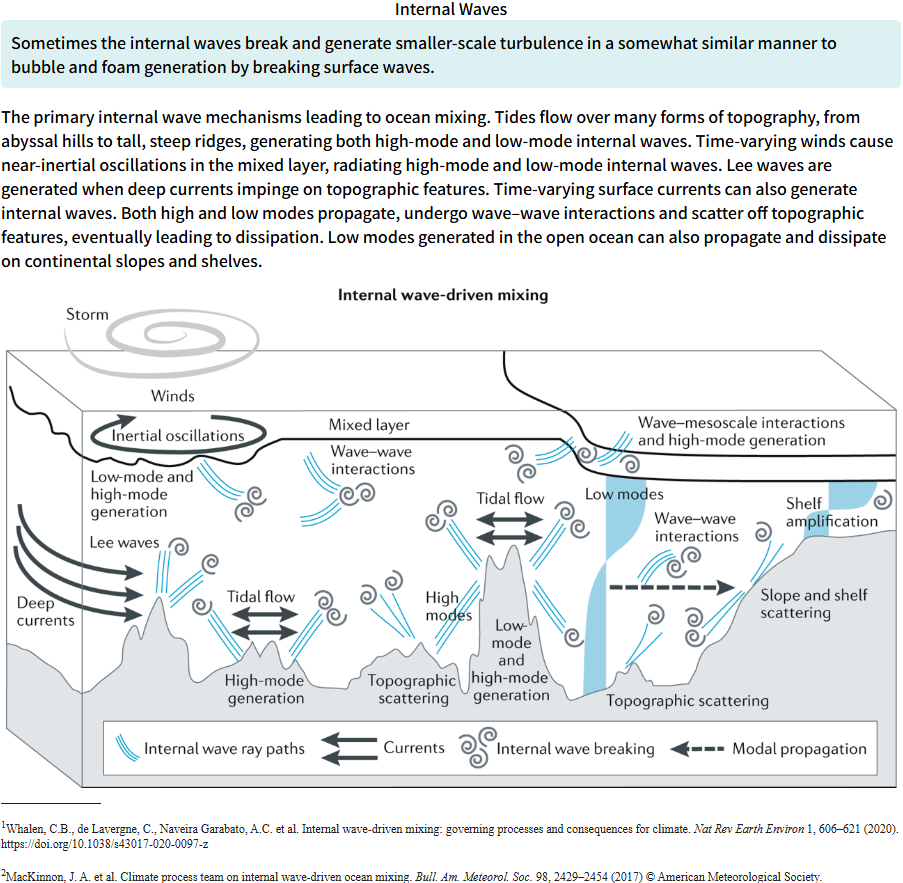 Internal Waves
Sometimes the internal waves break and generate smaller-scale turbulence in a somewhat similar manner to
bubble and foam generation by breaking surface waves.
The primary internal wave mechanisms leading to ocean mixing. Tides flow over many forms of topography, from
abyssal hills to tall, steep ridges, generating both high-mode and low-mode internal waves. Time-varying winds cause
near-inertial oscillations in the mixed layer, radiating high-mode and low-mode internal waves. Lee waves are
generated when deep currents impinge on topographic features. Time-varying surface currents can also generate
internal waves. Both high and low modes propagate, undergo wave–wave interactions and scatter off topographic
features, eventually leading to dissipation. Low modes generated in the open ocean can also propagate and dissipate
on continental slopes and shelves.
Internal wave-driven mixing
Storm
Winds
Inertial oscillations
Mixed layer
Wave–mesoscale interactions
and high-mode generation
Low-mode and
high-mode
generation
Wave–wave
interactions
Tidal flow
Low modes
Shelf
amplification
Wave–wave
interactions
Lee waves
Deep
currents
Tidal flow
High
modes
Slope and shelf
scattering
Low-
mode
and
high-mode
generation
High-mode
generation
Topographic
scattering
Topographic scattering
Internal wave ray paths
Currents
Internal wave breaking
Modal propagation
1Whalen, C.B., de Lavergne, C., Naveira Garabato, A.C. et al. Internal wave-driven mixing: governing processes and consequences for climate. Nat Rev Earth Environ 1, 606–621 (2020).
https://doi.org/10.1038/s43017-020-0097-z
2MacKinnon, J. A. et al. Climate process team on internal wave-driven ocean mixing. Bull. Am. Meteorol. Soc. 98, 2429–2454 (2017) © American Meteorological Society.